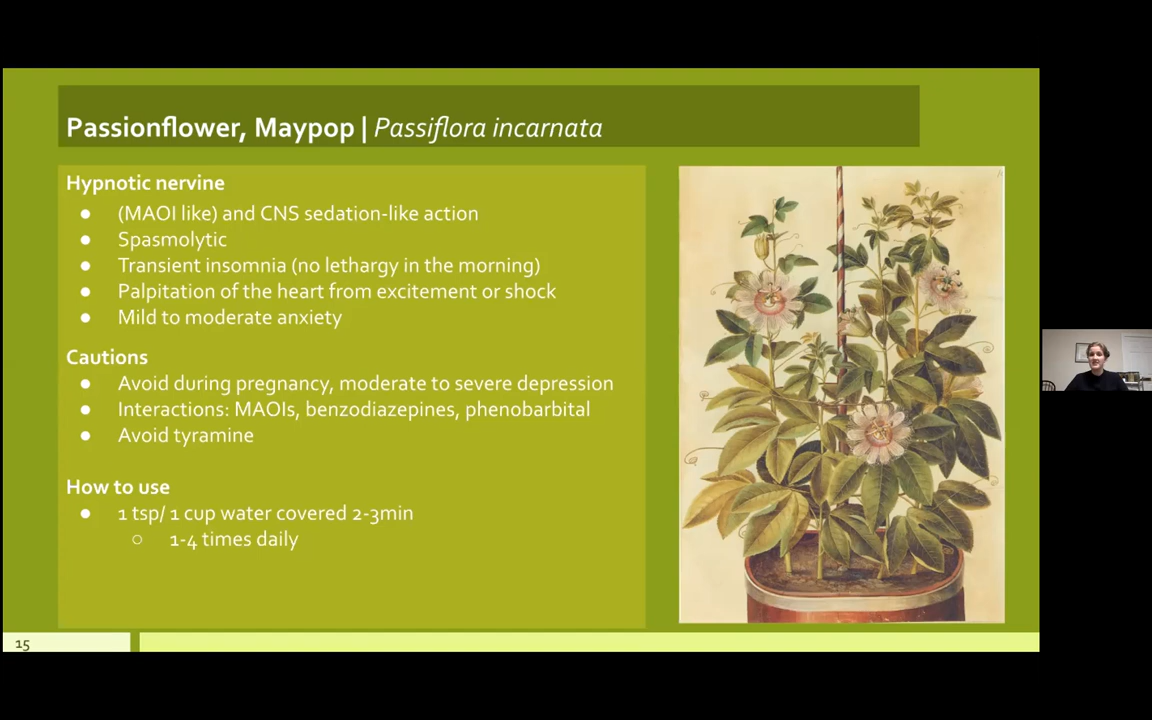 Passionflower, Maypop | Passiflora incarnata
Hypnotic nervine
● (MAOI like) and CNS sedation-like action
● Spasmolytic
● Transient insomnia (no lethargy in the morning)
● Palpitation of the heart from excitement or shock
● Mild to moderate anxiety
Cautions
● Avoid during pregnancy, moderate to severe depression
● Interactions: MAOIs, benzodiazepines, phenobarbital
● Avoid tyramine
How to use
● 1 tsp/ 1 cup water covered 2-3min
○ 1-4 times daily
15